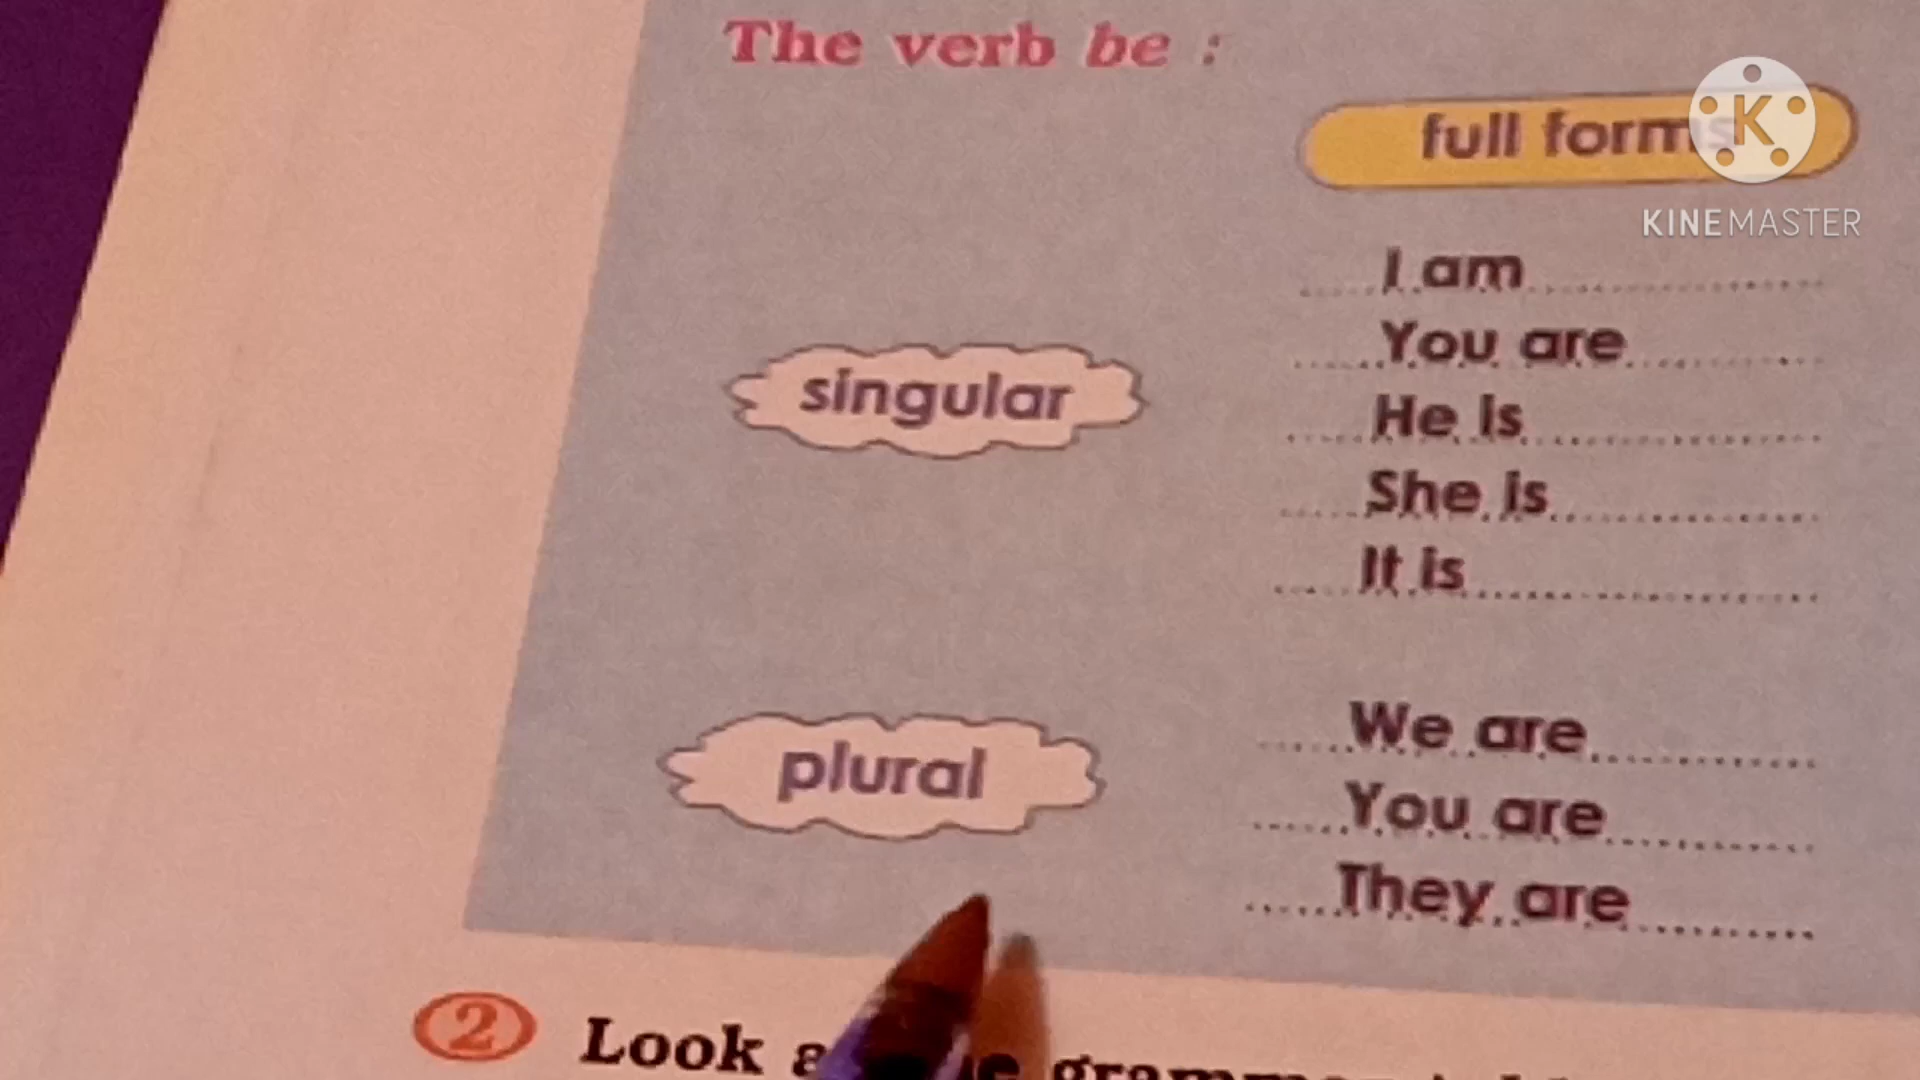 The verb be :
full forms
K
KINEMASTER
singular
I am
You are
He is
She is
It is
plural
We are
You are
They are
2 Look